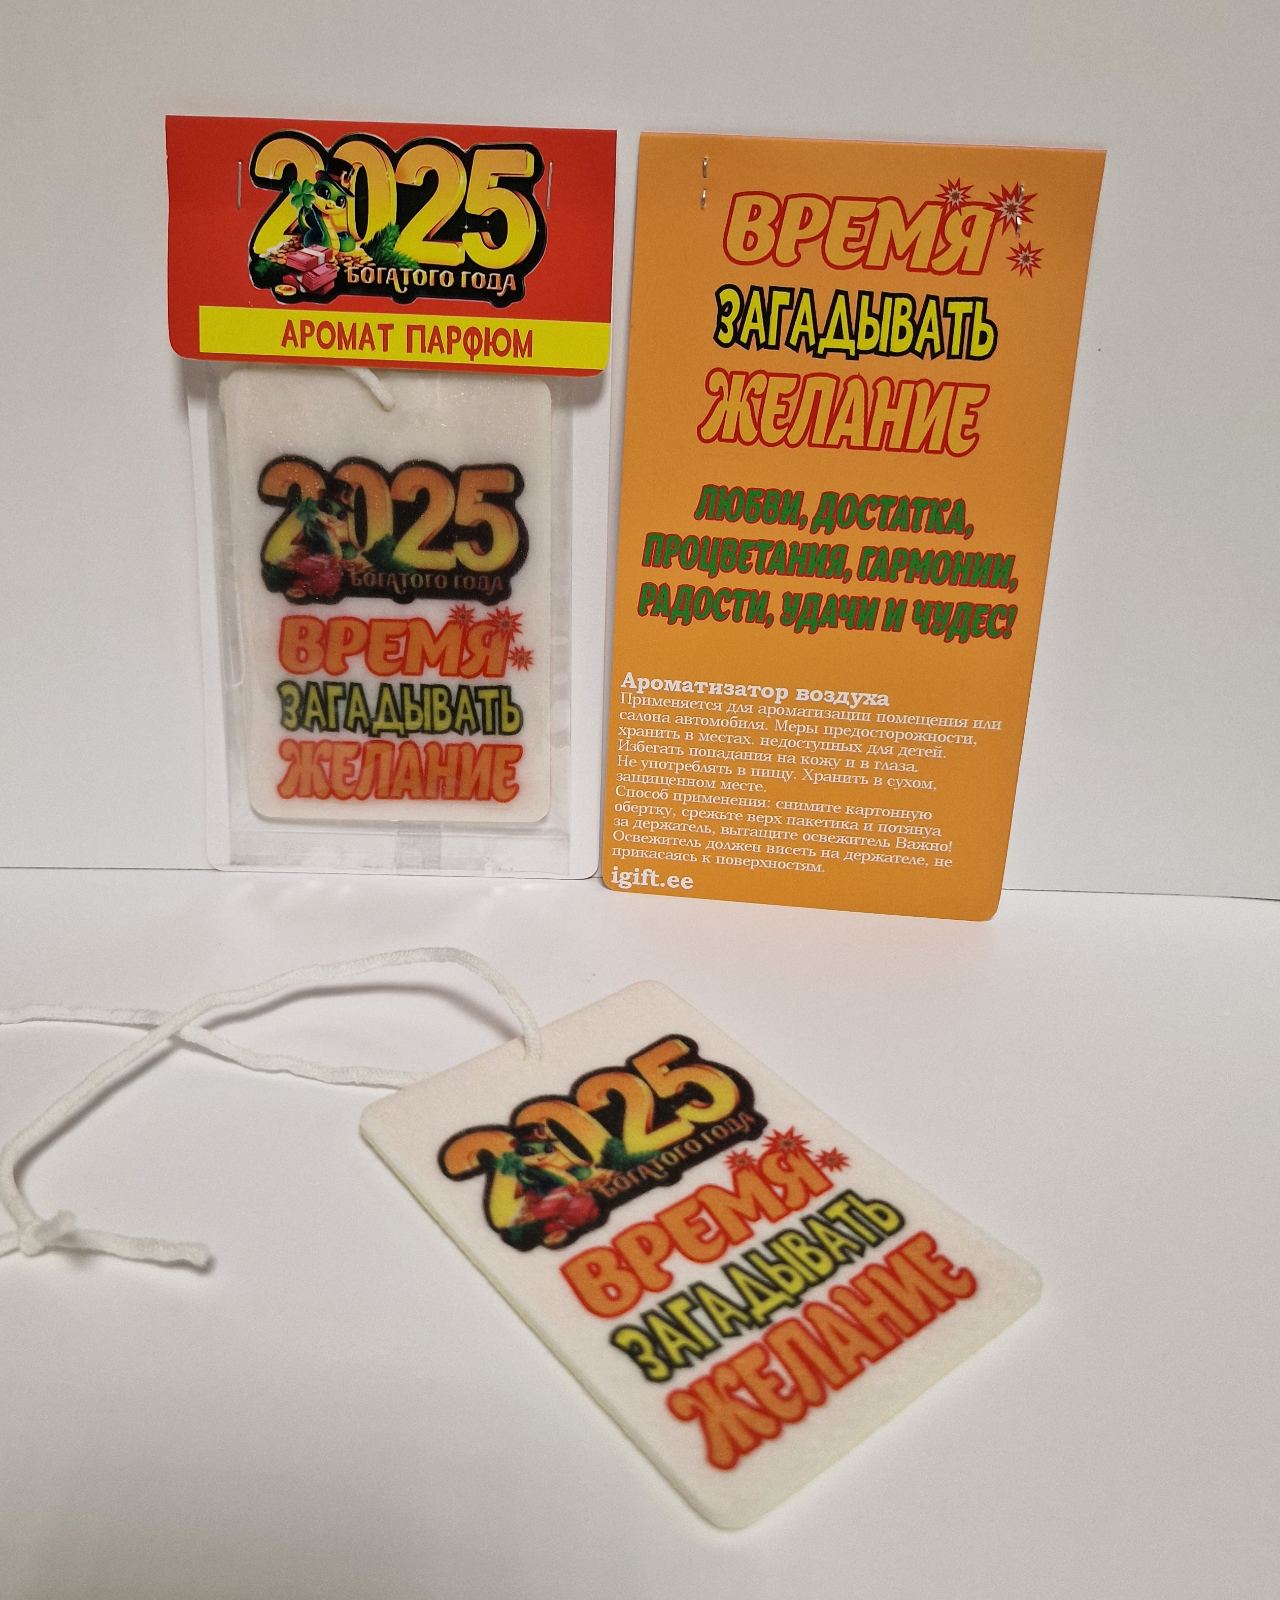 2025
БОГАТОГО ГОДА
АРОМАТ ПАРФЮМ
2025
БОГАТОГО ГОДА
ВРЕМЯ
ЗАГАДЫВАТЬ
ЖЕЛАНИЕ
ВРЕМЯ
ЗАГАДЫВАТЬ
ЖЕЛАНИЕ
ЛЮБВИ, ДОСТАТКА,
ПРОЦВЕТАНИЯ, ГАРМОНИИ,
РАДОСТИ, УДАЧИ И ЧУДЕС!
Ароматизатор воздуха
Применяется для ароматизации помещения или
салона автомобиля. Меры предосторожности,
хранить в местах. недоступных для детей.
Избегать попадания на кожу и в глаза.
Не употреблять в пищу. Хранить в сухом,
защищенном месте.
Способ применения: снимите картонную
обертку, срежьте верх пакетика и потянув
за держатель, вытащите освежитель Важно!
Освежитель должен висеть на держателе, не
прикасаясь к поверхностям.
igift.ee
2025
БОГАТОГО ГОДА
ВРЕМЯ
ЗАГАДЫВАТЬ
ЖЕЛАНИЕ